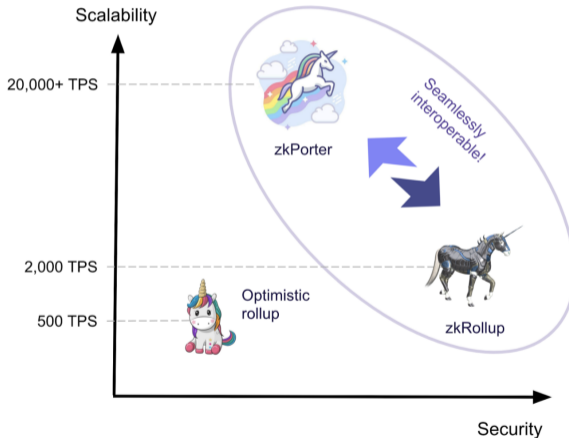 Scalability
20,000+ TPS
zkPorter
Seamlessly
interoperable!
2,000 TPS
zkRollup
Optimistic
rollup
500 TPS
Security